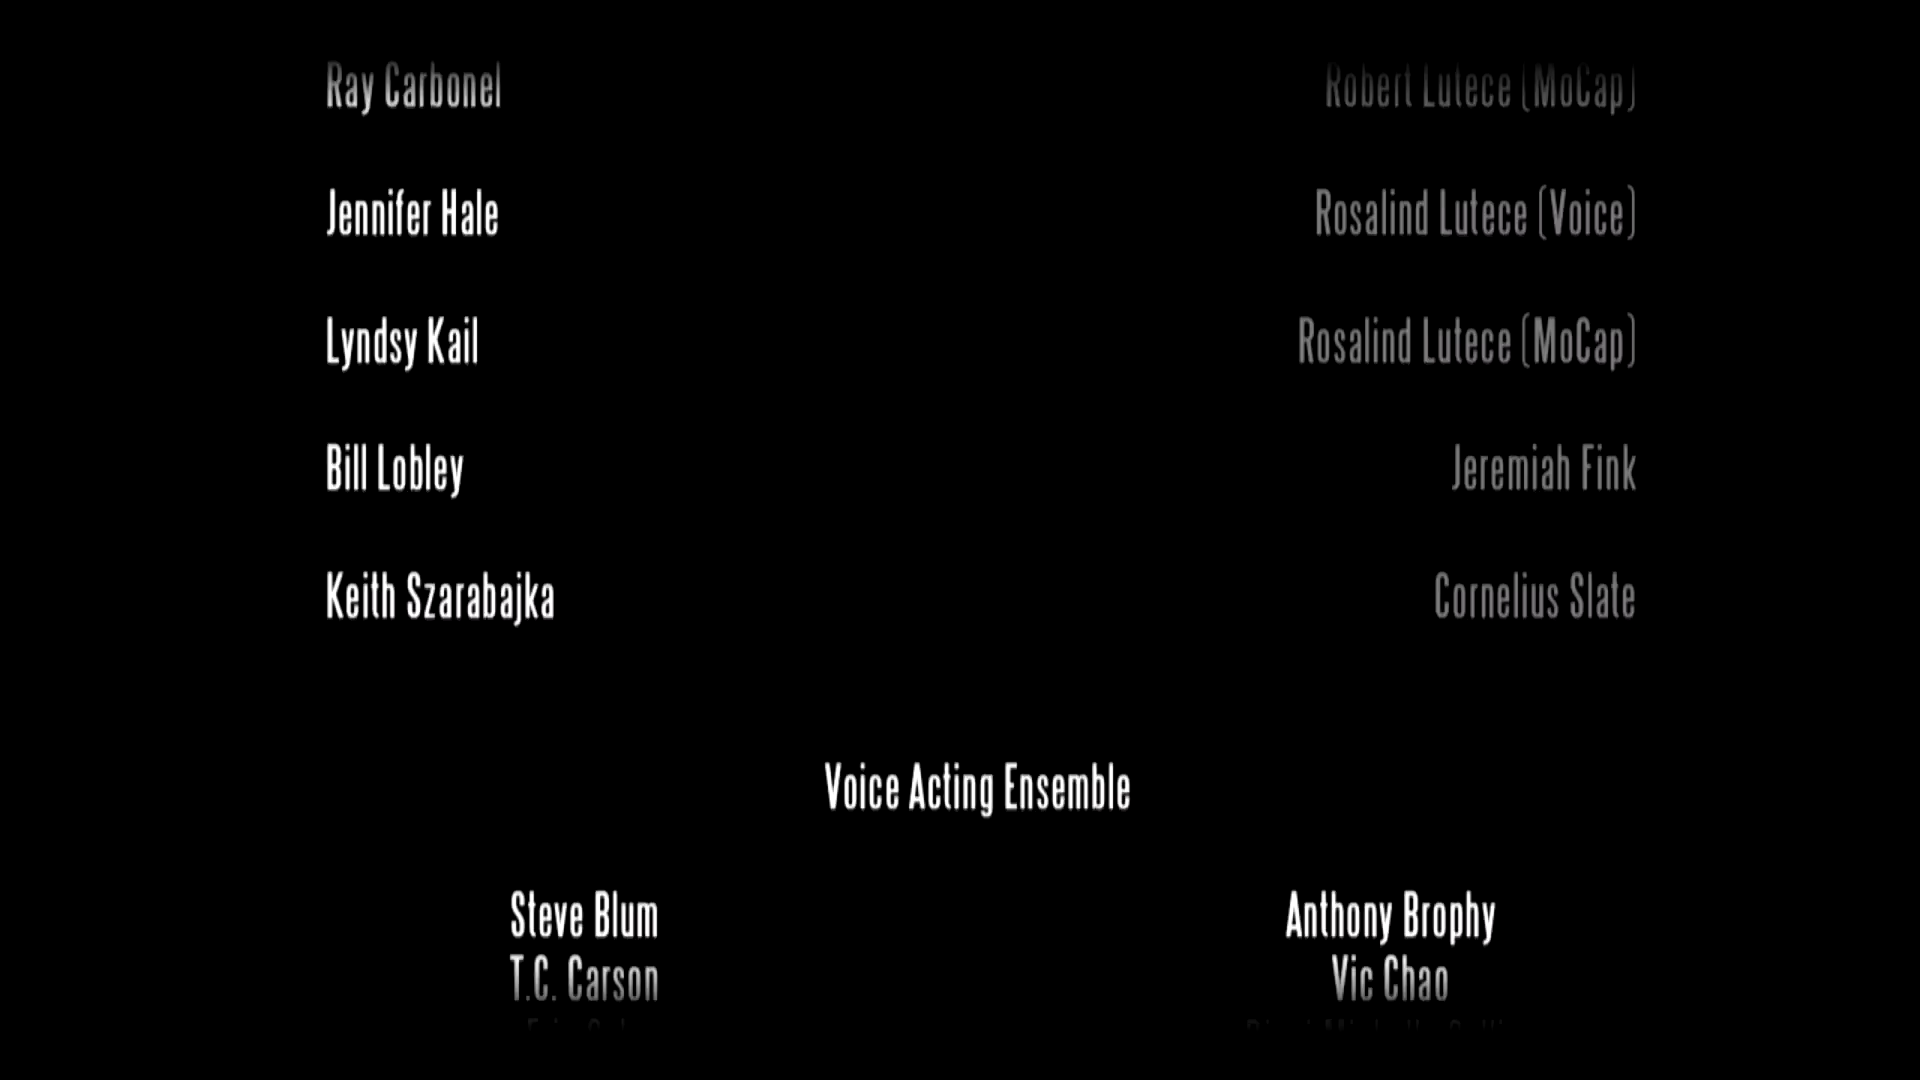 Ray Carbonel Robert Lutece (MoCap)
Jennifer Hale Rosalind Lutece (Voice)
Lyndsy Kail Rosalind Lutece (MoCap)
Bill Lobley Jeremiah Fink
Keith Szarabajka Cornelius Slate
Voice Acting Ensemble
Steve Blum Anthony Brophy
T.C. Carson Vic Chao